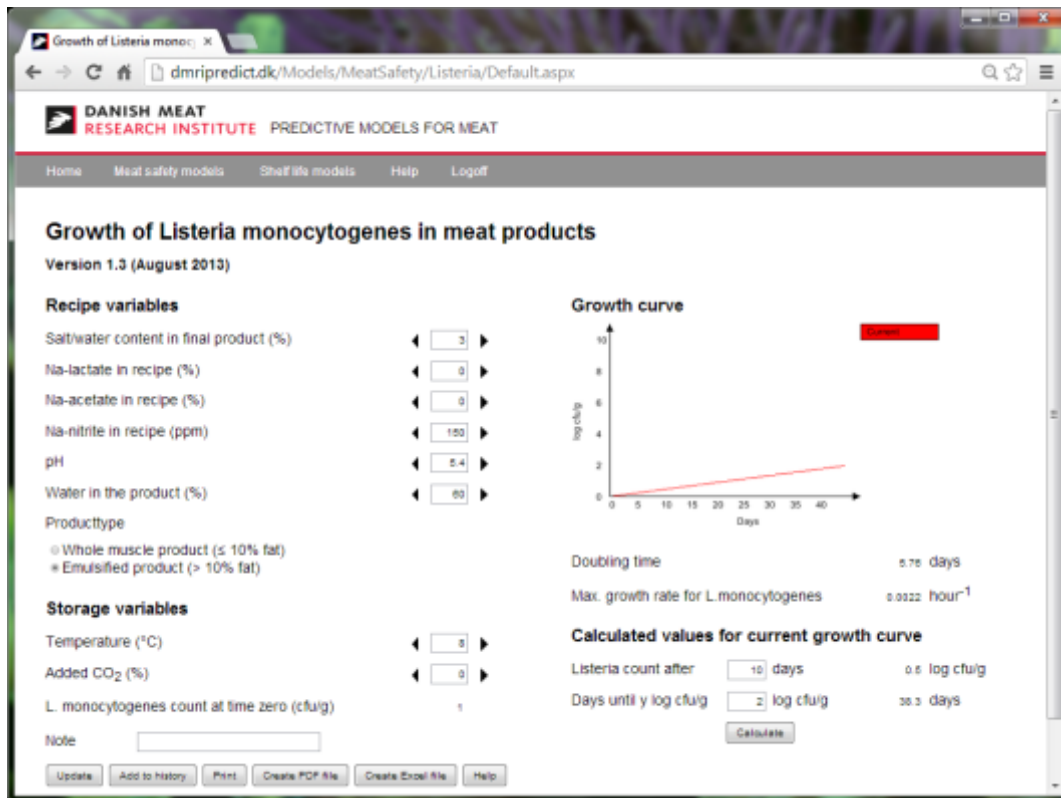 Growth of Listeria monoc
dmripredict.dk/Models/MeatSafety/Listeria/Default.aspx
DANISH MEAT
RESEARCH INSTITUTE PREDICTIVE MODELS FOR MEAT
Home Meat safety models Shelf life models Help Logoff
Growth of Listeria monocytogenes in meat products
Version 1.3 (August 2013)
Recipe variables
Salt/water content in final product (%) 3
Na-lactate in recipe (%) 0
Na-acetate in recipe (%) 0
Na-nitrite in recipe (ppm) 150
pH 5.4
Water in the product (%) 60
Producttype
Whole muscle product (≤ 10% fat)
Emulsified product (> 10% fat)
Storage variables
Temperature (°C)
Added CO2 (%) 0
L. monocytogenes count at time zero (cfu/g) 1
Note
Update Add to history Print Create PDF file Create Excel file Help
Growth curve
Current
10
8
6
4
2
0
log cfu/g
0 5 10 15 20 25 30 35 40
Days
Doubling time 5.76 days
Max. growth rate for L.monocytogenes 0.0022 hour-1
Calculated values for current growth curve
Listeria count after 10 days log cfu/g
Days until y log cfu/g 2 log cfu/g 38.3 days
Calculate